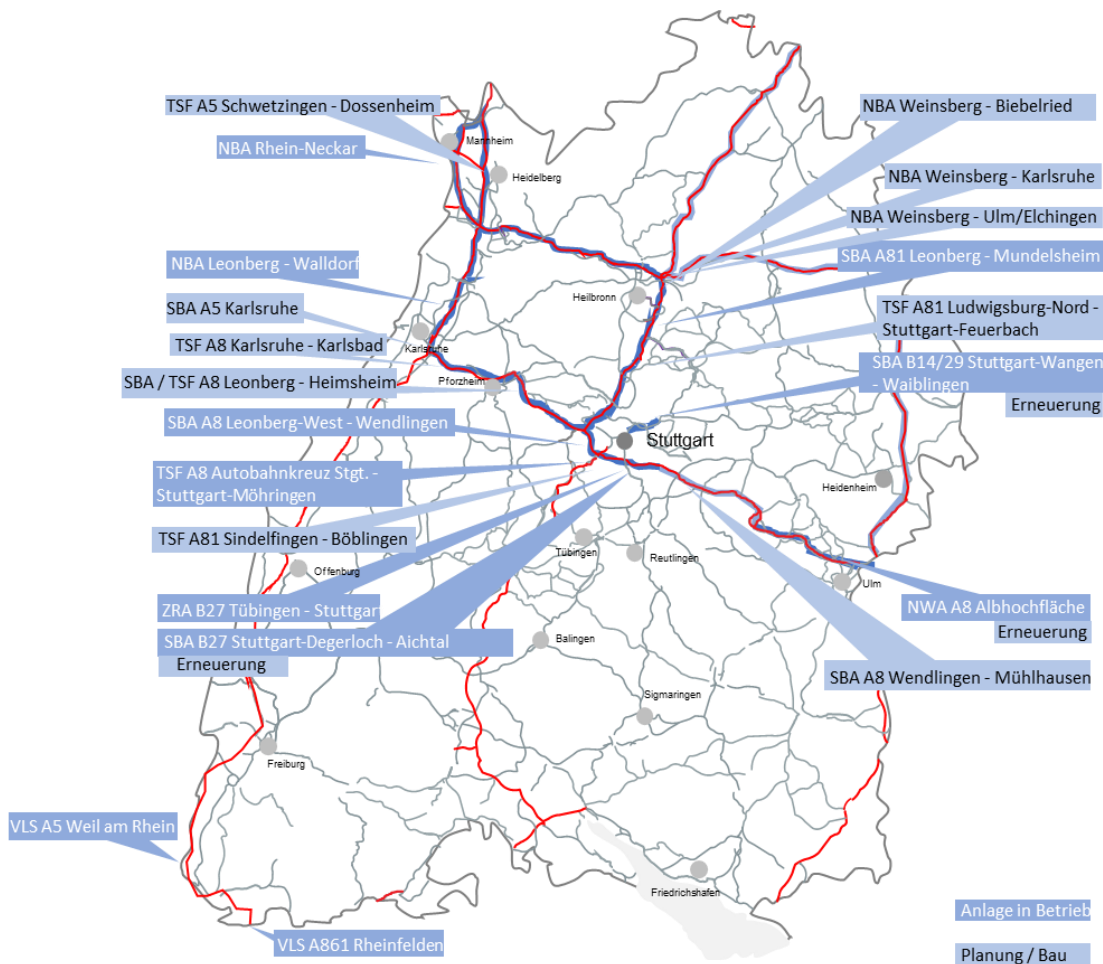 TSF A5 Schwetzingen - Dossenheim
NBA Rhein-Neckar
Mannheim
Heidelberg
NBA Weinsberg - Biebelried
NBA Weinsberg - Karlsruhe
NBA Weinsberg - Ulm/Elchingen
SBA A81 Leonberg - Mundelsheim
NBA Leonberg - Walldorf
SBA A5 Karlsruhe
Heilbronn
TSF A81 Ludwigsburg-Nord -
Stuttgart-Feuerbach
Karlsruhe
TSF A8 Karlsruhe - Karlsbad
SBA / TSF A8 Leonberg - Heimsheim
Pforzheim
SBA B14/29 Stuttgart-Wangen
- Waiblingen
Erneuerung
SBA A8 Leonberg-West - Wendlingen
Stuttgart
TSF A8 Autobahnkreuz Stgt. -
Stuttgart-Möhringen
Heidenheim
TSF A81 Sindelfingen - Böblingen
Tübingen
Reutlingen
Offenburg
Ulm
ZRA B27 Tübingen - Stuttgart
NWA A8 Albhochfläche
Erneuerung
SBA B27 Stuttgart-Degerloch - Aichtal
Erneuerung
Balingen
SBA A8 Wendlingen - Mühlhausen
Sigmaringen
Freiburg
VLS A5 Weil am Rhein
Friedrichshafen
VLS A861 Rheinfelden
Anlage in Betrieb
Planung / Bau